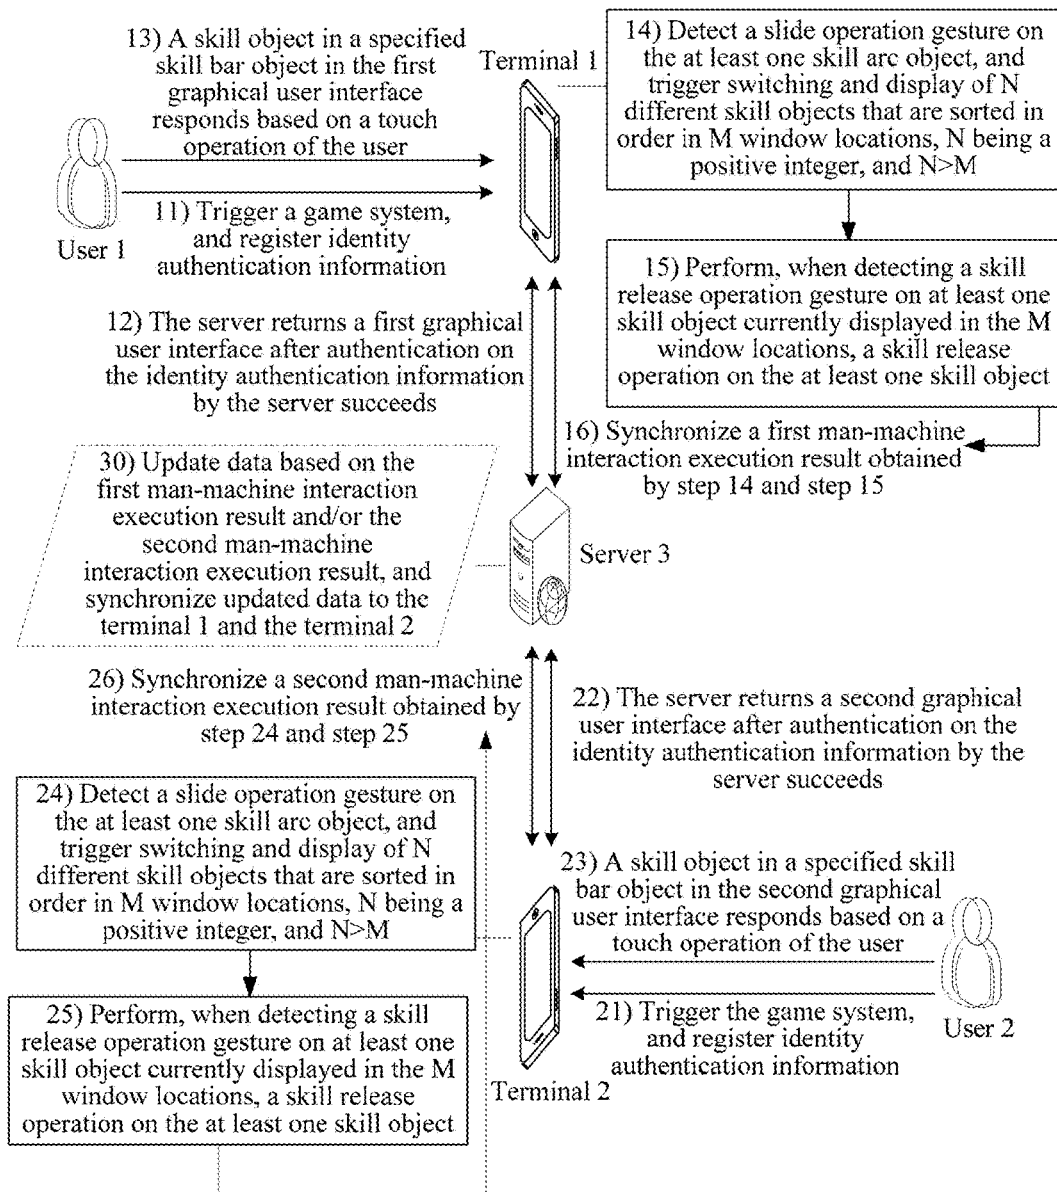 13) A skill object in a specified
skill bar object in the first
graphical user interface
responds based on a touch
operation of the user
Terminal 1
14) Detect a slide operation gesture on
the at least one skill arc object, and
trigger switching and display of N
different skill objects that are sorted in
order in M window locations, N being a
positive integer, and N>M
User 1
11) Trigger a game system,
and register identity
authentication information
15) Perform, when detecting a skill
release operation gesture on at least one
skill object currently displayed in the M
window locations, a skill release
operation on the at least one skill object
12) The server returns a first graphical
user interface after authentication on
the identity authentication information
by the server succeeds
16) Synchronize a first man-machine
interaction execution result obtained
by step 14 and step 15
30) Update data based on the
first man-machine interaction
execution result and/or the
second man-machine
interaction execution result, and
synchronize updated data to the
terminal 1 and the terminal 2
Server 3
26) Synchronize a second man-machine
interaction execution result obtained by
step 24 and step 25
22) The server returns a second graphical
user interface after authentication on the
identity authentication information by the
server succeeds
24) Detect a slide operation gesture on
the at least one skill arc object, and
trigger switching and display of N
different skill objects that are sorted in
order in M window locations, N being a
positive integer, and N>M
23) A skill object in a specified skill
bar object in the second graphical
user interface responds based on a
touch operation of the user
21) Trigger the game system,
and register identity
authentication information
User 2
25) Perform, when detecting a skill
release operation gesture on at least one
skill object currently displayed in the M
window locations, a skill release
operation on the at least one skill object
Terminal 2